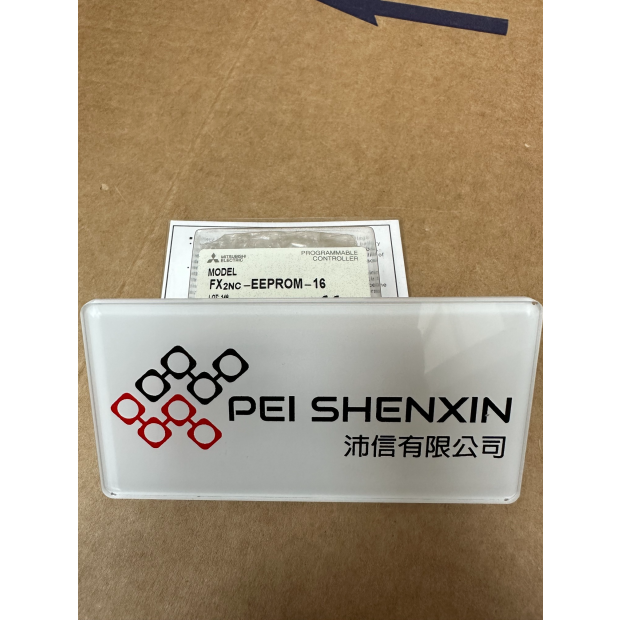 MITSUBISHI
ELECTRIC
PROGRAMMABLE
CONTROLLER
MODEL
FX2NC-EEPROM-16
PEI SHENXIN
沛信有限公司